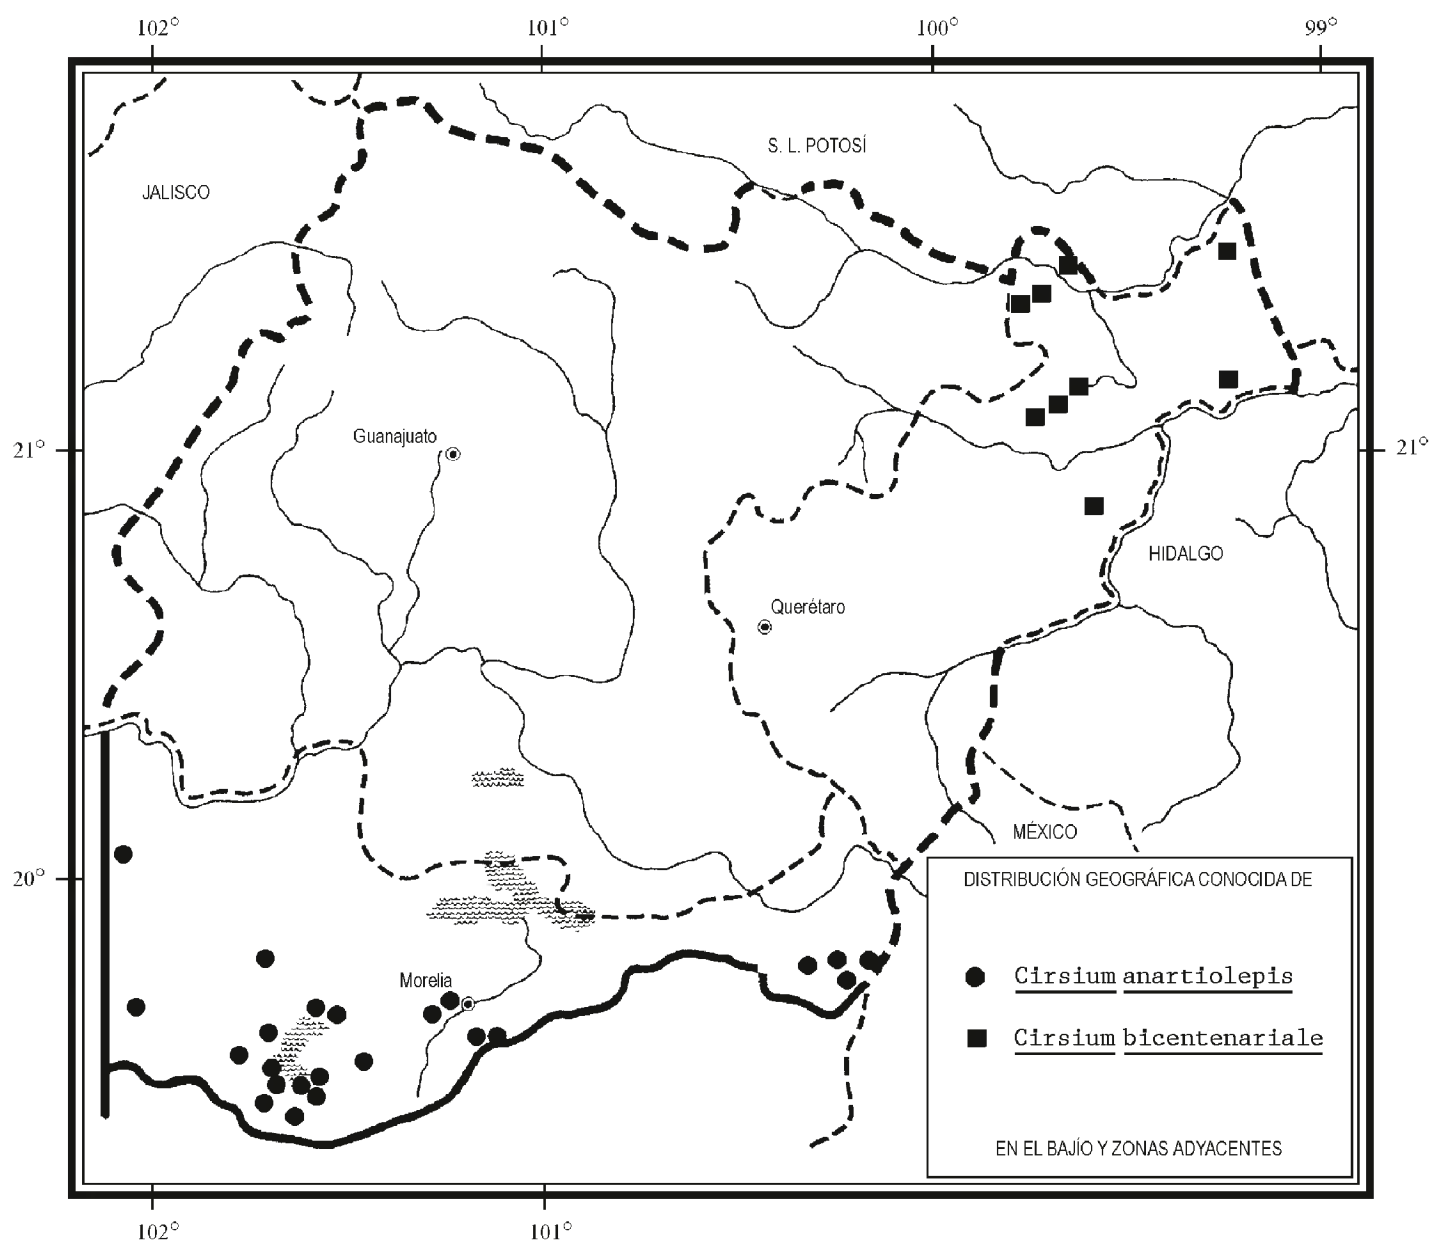 102° 101° 100° 99°
S. L. POTOSÍ
JALISCO
Guanajuato
21° 21°
HIDALGO
Querétaro
MÉXICO
20°
DISTRIBUCIÓN GEOGRÁFICA CONOCIDA DE
Morelia
Cirsium anartiolepis
Cirsium bicentenariale
EN EL BAJÍO Y ZONAS ADYACENTES
102° 101°